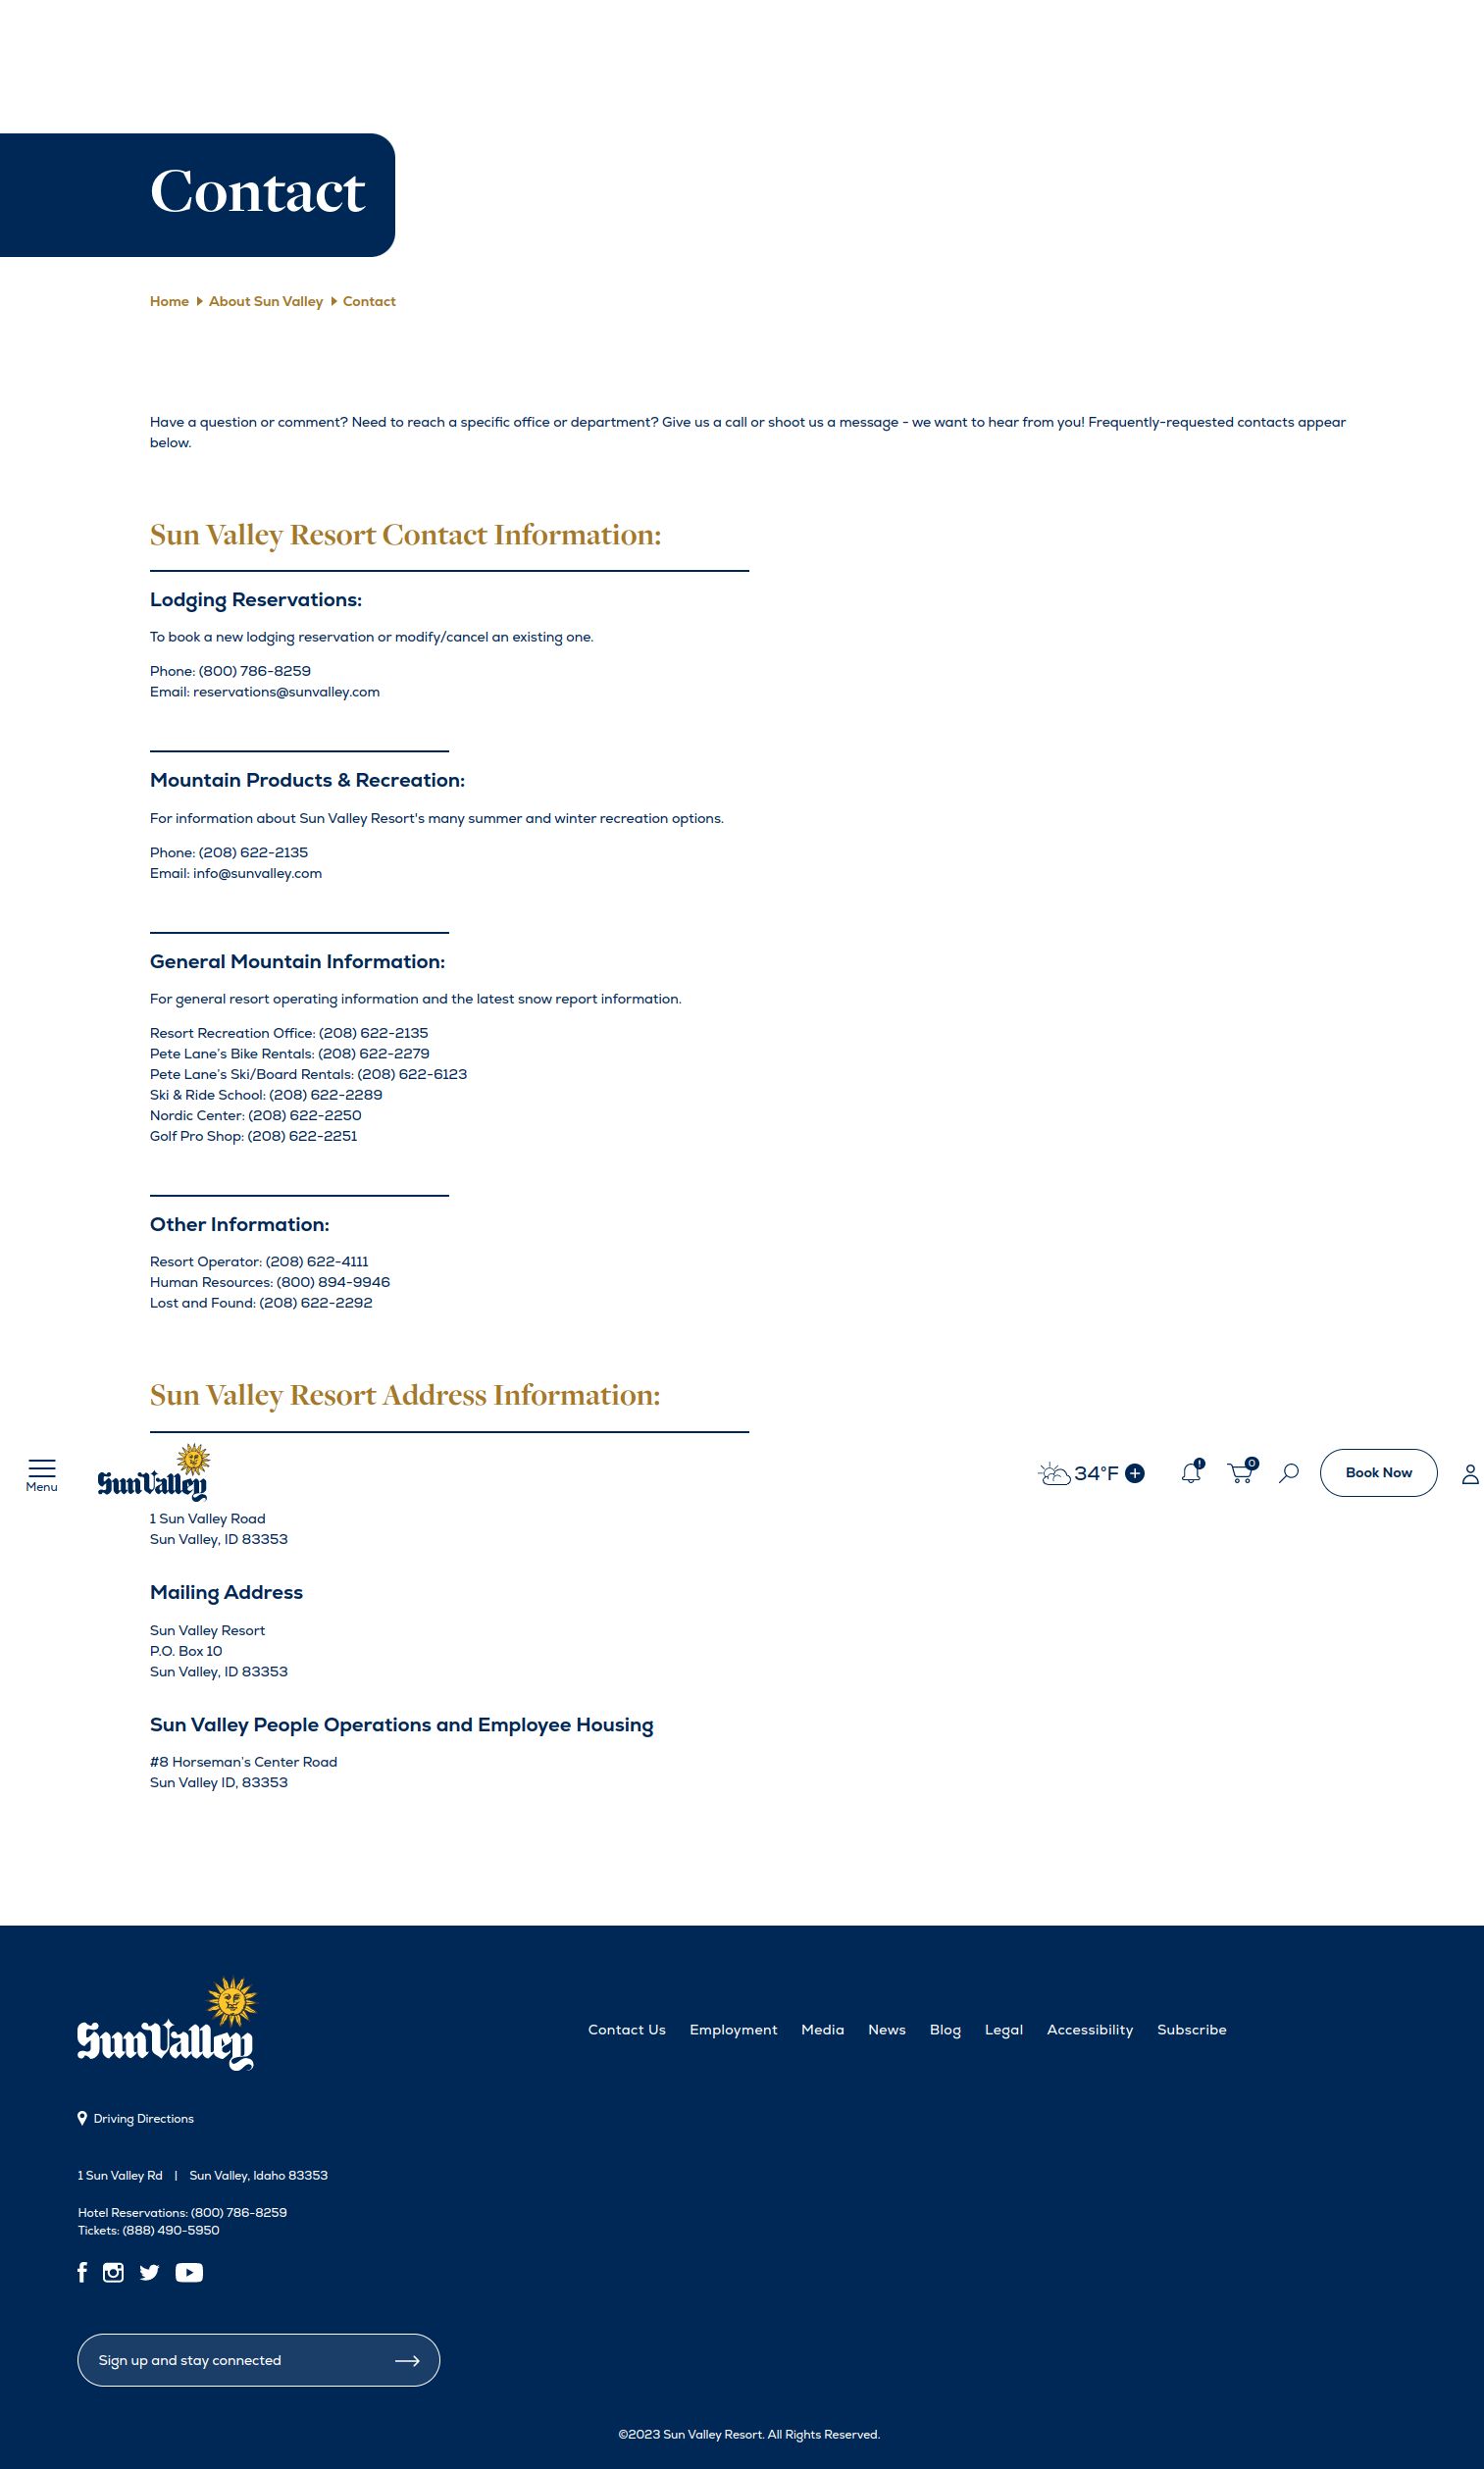 Contact
Home About Sun Valley Contact
Have a question or comment? Need to reach a specific office or department? Give us a call or shoot us a message - we want to hear from you! Frequently-requested contacts appear
below.
Sun Valley Resort Contact Information:
Lodging Reservations:
To book a new lodging reservation or modify/cancel an existing one.
Phone: (800) 786-8259
Email: reservations@sunvalley.com
Mountain Products & Recreation:
For information about Sun Valley Resort's many summer and winter recreation options.
Phone: (208) 622-2135
Email: info@sunvalley.com
General Mountain Information:
For general resort operating information and the latest snow report information.
Resort Recreation Office: (208) 622-2135
Pete Lane's Bike Rentals: (208) 622-2279
Pete Lane's Ski/Board Rentals: (208) 622-6123
Ski & Ride School: (208) 622-2289
Nordic Center: (208) 622-2250
Golf Pro Shop: (208) 622-2251
Other Information:
Resort Operator: (208) 622-4111
Human Resources: (800) 894-9946
Lost and Found: (208) 622-2292
Sun Valley Resort Address Information:
Menu
Sun Valley
34°F
!
0
Book Now
1 Sun Valley Road
Sun Valley, ID 83353
Mailing Address
Sun Valley Resort
P.O. Box 10
Sun Valley, ID 83353
Sun Valley People Operations and Employee Housing
#8 Horseman's Center Road
Sun Valley ID, 83353
Sun Valley
Contact Us Employment Media News Blog Legal Accessibility Subscribe
Driving Directions
1 Sun Valley Rd | Sun Valley, Idaho 83353
Hotel Reservations: (800) 786-8259
Tickets: (888) 490-5950
Sign up and stay connected
©2023 Sun Valley Resort. All Rights Reserved.